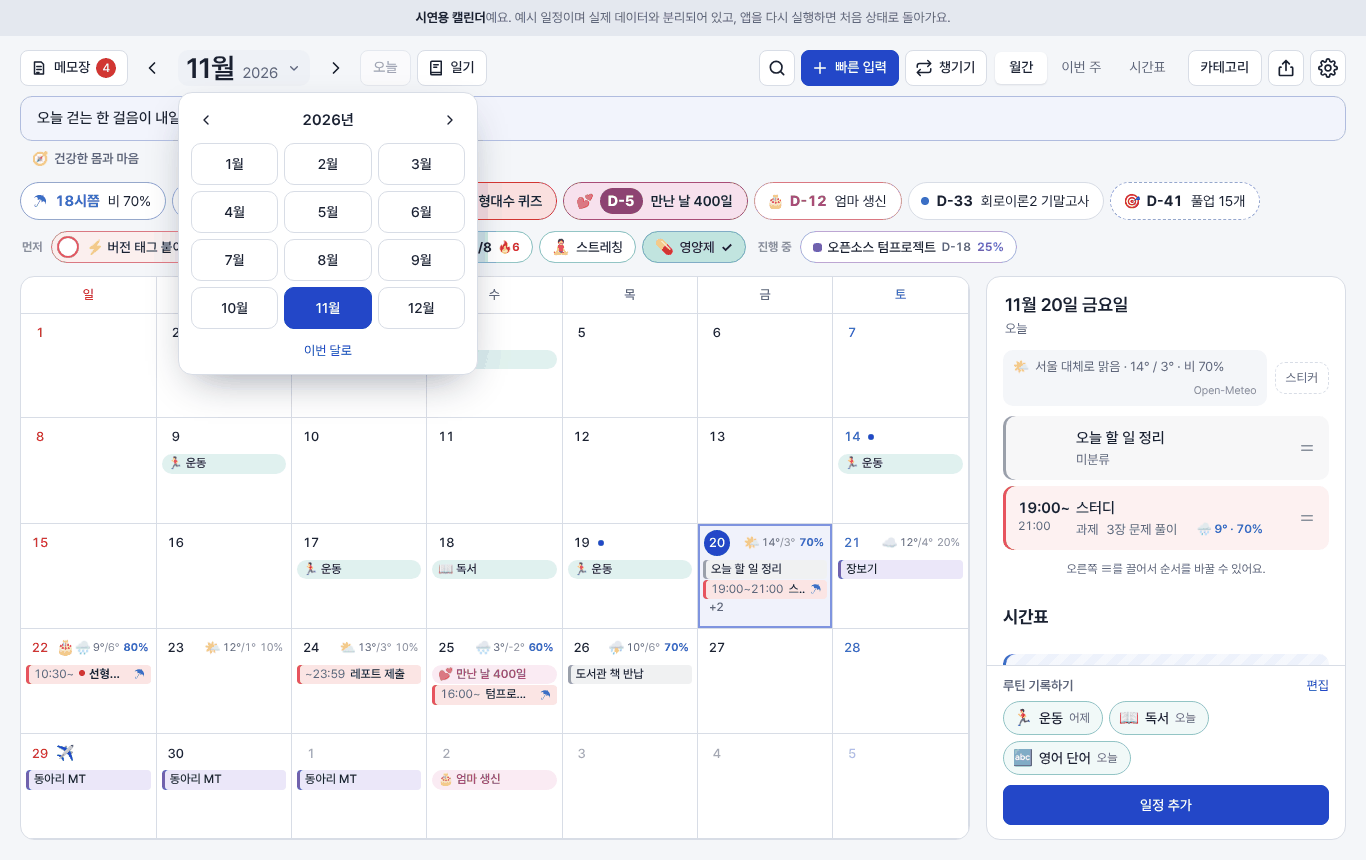 시연용 캘린더예요. 예시 일정이며 실제 데이터와 분리되어 있고, 앱을 다시 실행하면 처음 상태로 돌아가요.
메모장 4
11월 2026
오늘
일기
빠른 입력
챙기기
월간
이번 주
시간표
카테고리
오늘 걷는 한 걸음이 내일
건강한 몸과 마음
2026년
1월 2월 3월
4월 5월 6월
7월 8월 9월
10월 11월 12월
이번 달로
18시쯤 비 70%
형대수 퀴즈
D-5 만난 날 400일
D-12 엄마 생신
D-33 회로이론2 기말고사
D-41 풀업 15개
먼저
버전 태그 붙이
/8 6
스트레칭
영양제
진행 중
오픈소스 텀프로젝트 D-18 25%
일 수 목 금 토
1 2 5 6 7
8 9 10 11 12 13 14
운동
운동
15 16 17 18 19 20 14°/3° 70% 21 12°/4° 20%
운동
독서
운동
오늘 할 일 정리
19:00~21:00 스..
+2
장보기
22 9°/6° 80% 23 12°/1° 10% 24 13°/3° 10% 25 3°/-2° 60% 26 10°/6° 70% 27 28
10:30~ 선형...
~23:59 레포트 제출
만난 날 400일
16:00~ 텀프로...
도서관 책 반납
29 30 1 2 3 4 5
동아리 MT
동아리 MT
동아리 MT
엄마 생신
11월 20일 금요일
오늘
서울 대체로 맑음 · 14° / 3° · 비 70%
Open-Meteo
스티커
오늘 할 일 정리
미분류
19:00~ 스터디
21:00 과제 3장 문제 풀이 9° · 70%
오른쪽 ≡를 끌어서 순서를 바꿀 수 있어요.
시간표
루틴 기록하기 편집
운동 어제
독서 오늘
영어 단어 오늘
일정 추가